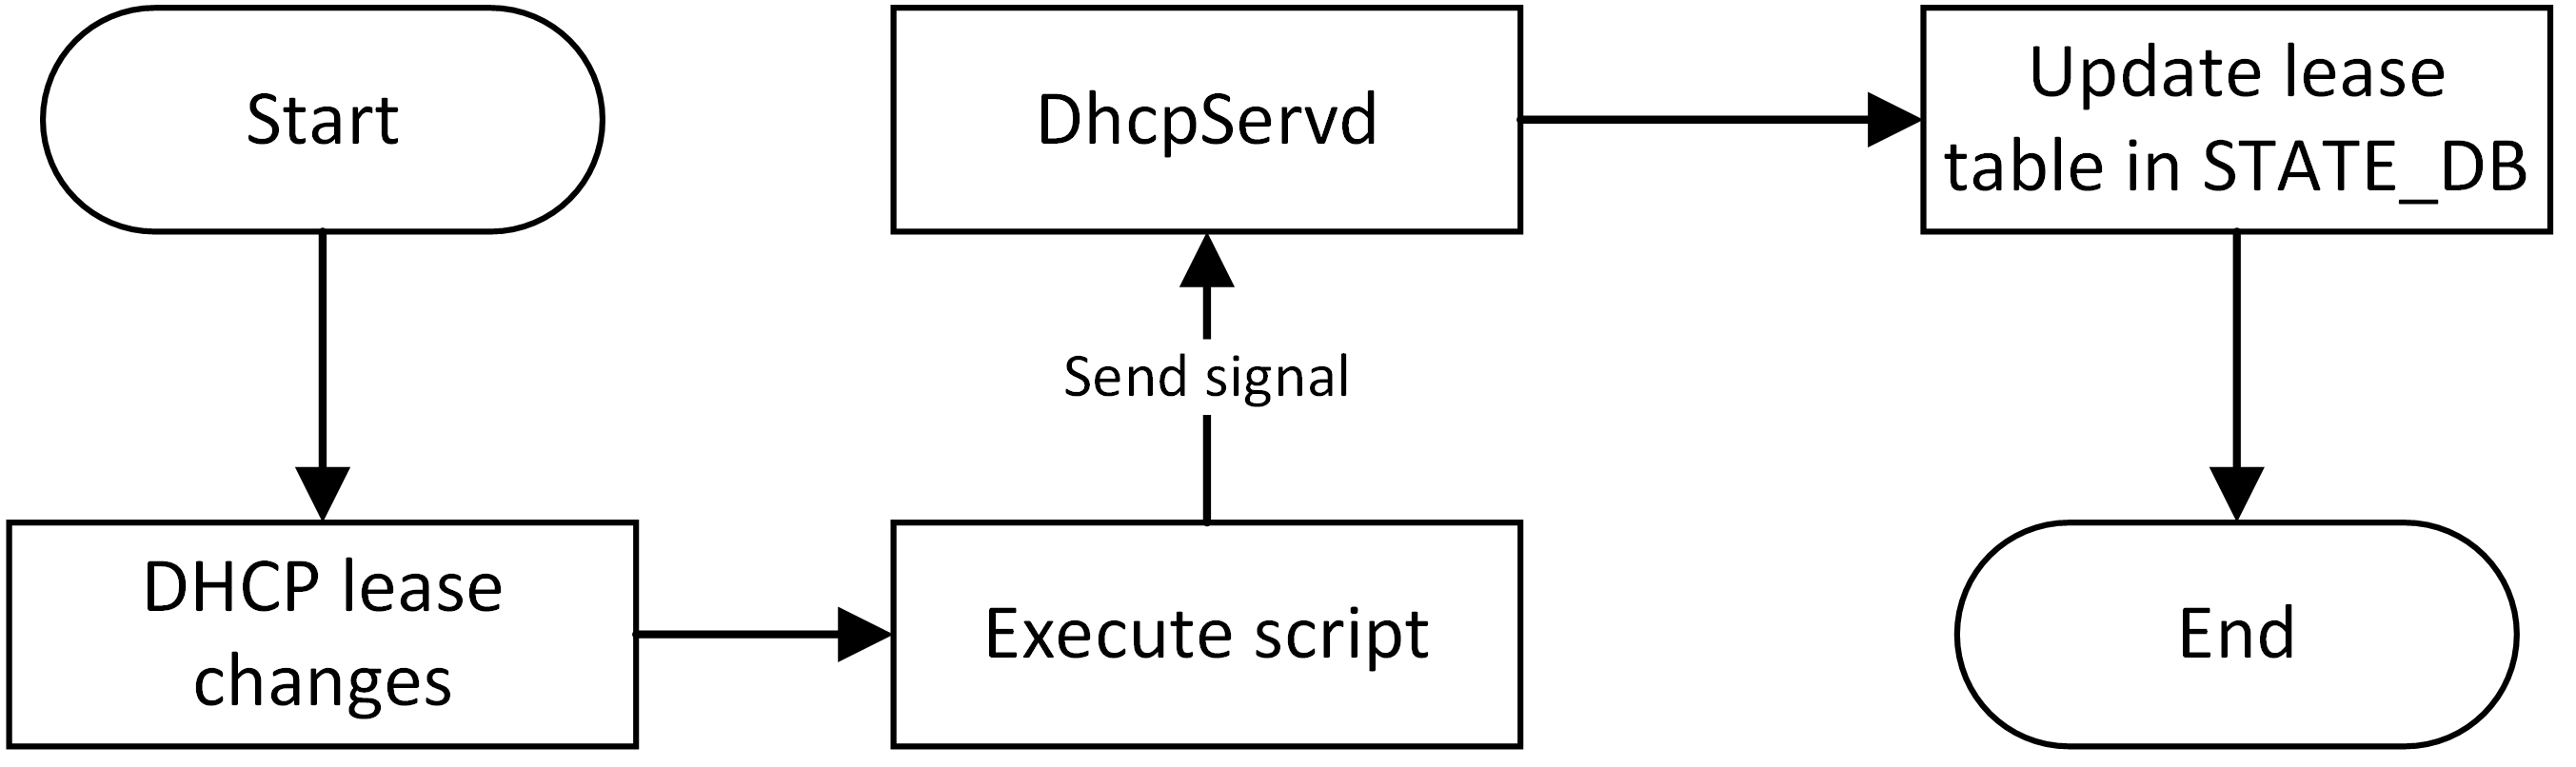 Start
DHCP lease
changes
Execute script
Send signal
DhcpServd
Update lease
table in STATE_DB
End